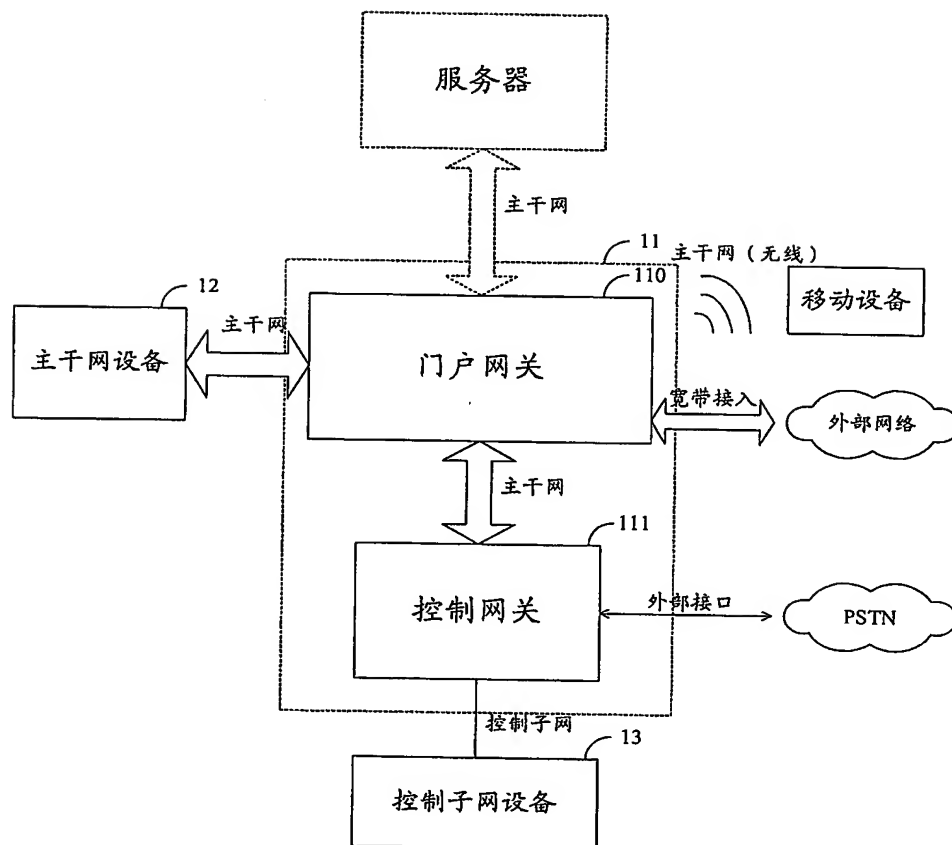 服务器
主干网
11
主干网（无线）
110
移动设备
12
主干网
主干网设备
门户网关
宽带接入
外部网络
主干网
111
控制网关
外部接口
PSTN
控制子网
13
控制子网设备